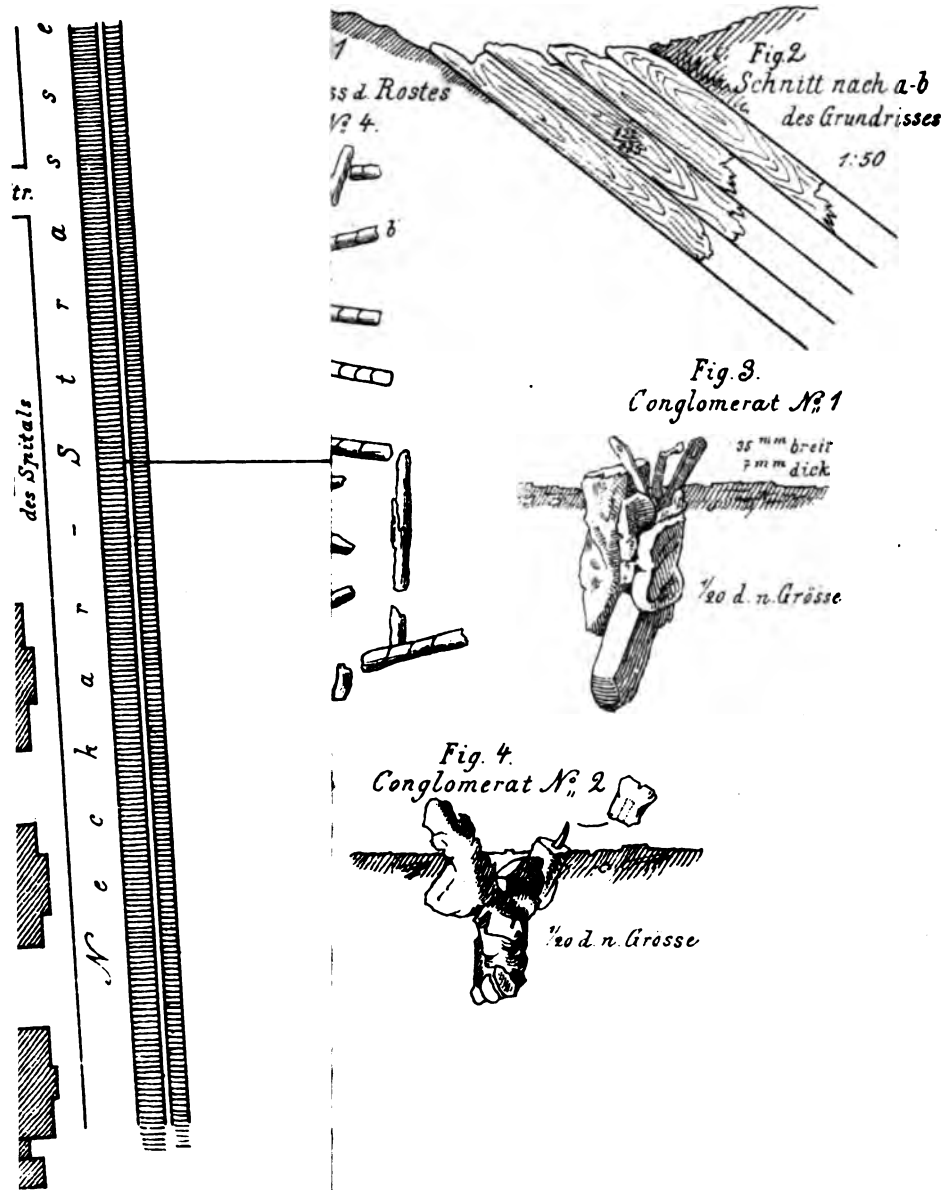 Neckar-Strasse
tr.
des Spitals
1
ss d. Rostes
№ 4.
b
Fig. 2
Schnitt nach a-b
des Grundrisses
1:50
Fig. 3.
Conglomerat № 1
35 mm breit
7 mm dick
1/20 d. n. Grösse
Fig. 4.
Conglomerat № 2
1/20 d. n. Grösse